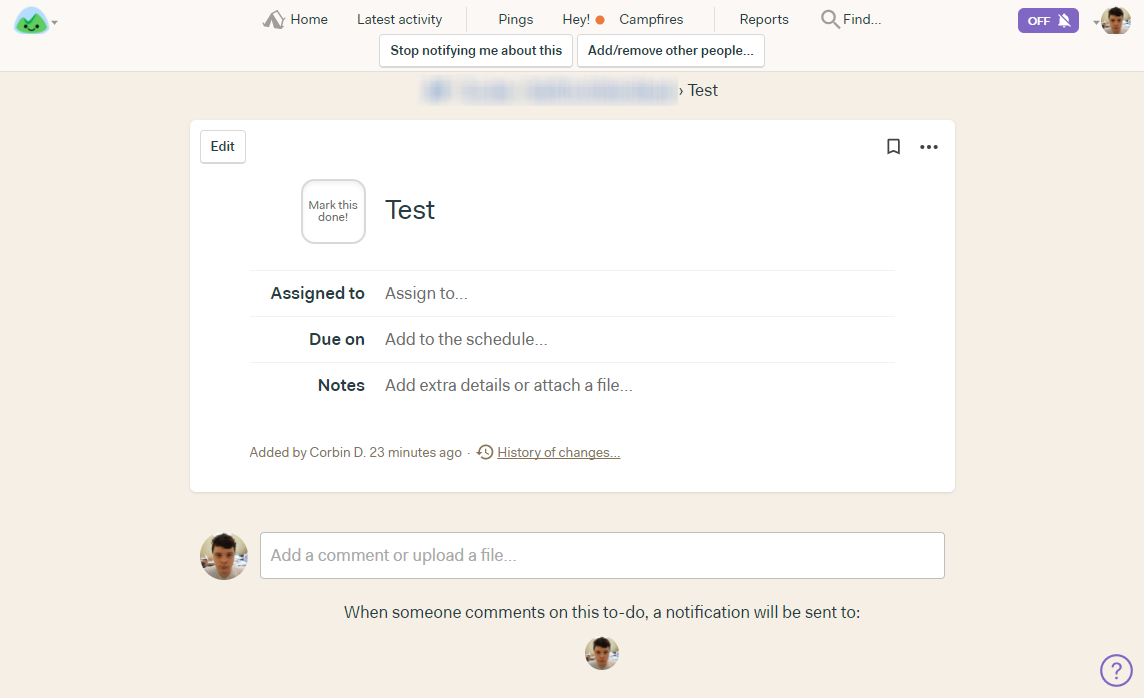 Home Latest activity Pings Hey! Campfires Reports Find... OFF
Stop notifying me about this Add/remove other people...
› Test
Edit
Mark this
done!
Test
Assigned to Assign to...
Due on Add to the schedule...
Notes Add extra details or attach a file...
Added by Corbin D. 23 minutes ago · History of changes...
Add a comment or upload a file...
When someone comments on this to-do, a notification will be sent to:
?